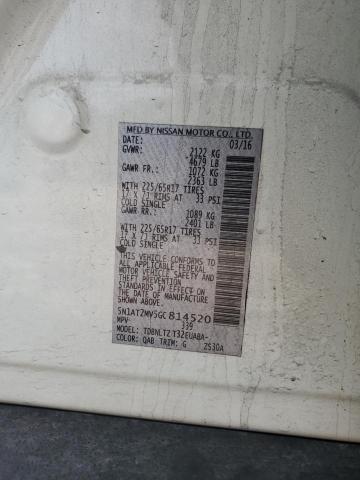 MFD BY NISSAN MOTOR CO., LTD.
03/16
GVWR: 2122 KG
4679 LB
GAWR FR.: 1072 KG
2363 LB
WITH 225/65R17 TIRES
17 X 7J RIMS AT 33 PSI
COLD SINGLE
GAWR RR.: 1089 KG
2401 LB
WITH 225/65R17 TIRES
17 X 7J RIMS AT 33 PSI
COLD SINGLE
THIS VEHICLE CONFORMS TO ALL
APPLICABLE FEDERAL MOTOR
VEHICLE SAFETY AND BUMPER
STANDARDS IN EFFECT ON THE
DATE OF MANUFACTURE SHOWN ABOVE.
5N1AT2MV5GC814520
MPV 339
MODEL: TDBNLTZ T32EUABA-
COLOR: QAB TRIM: G 2S30A